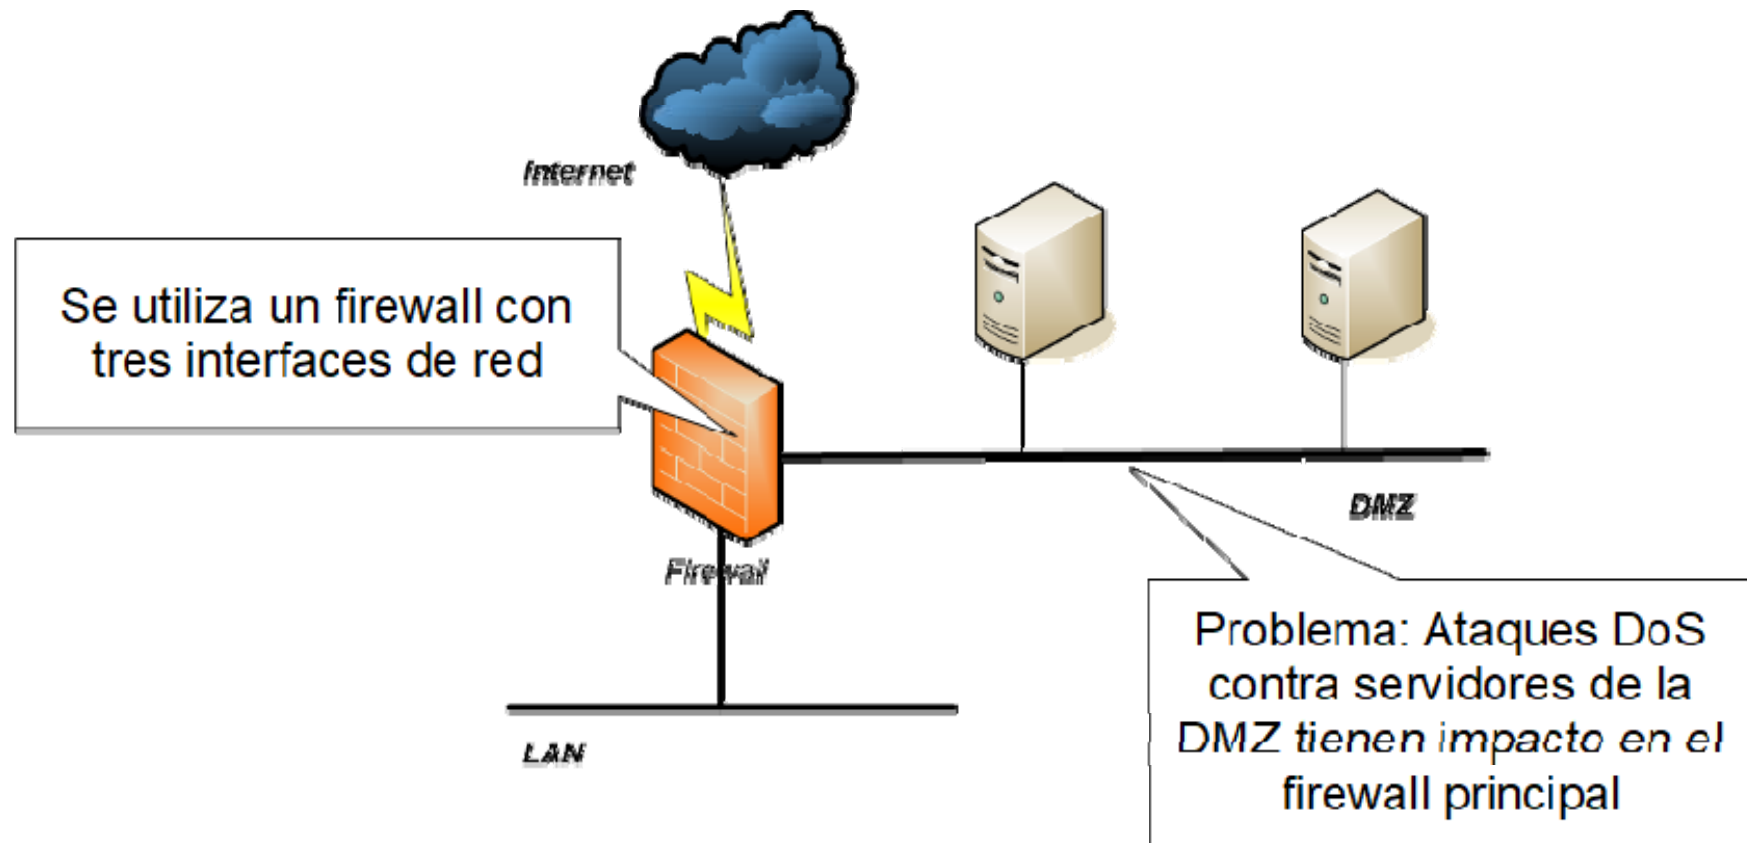 Internet
Se utiliza un firewall con
tres interfaces de red
DMZ
Firewall
Problema: Ataques DoS
contra servidores de la
DMZ tienen impacto en el
firewall principal
LAN